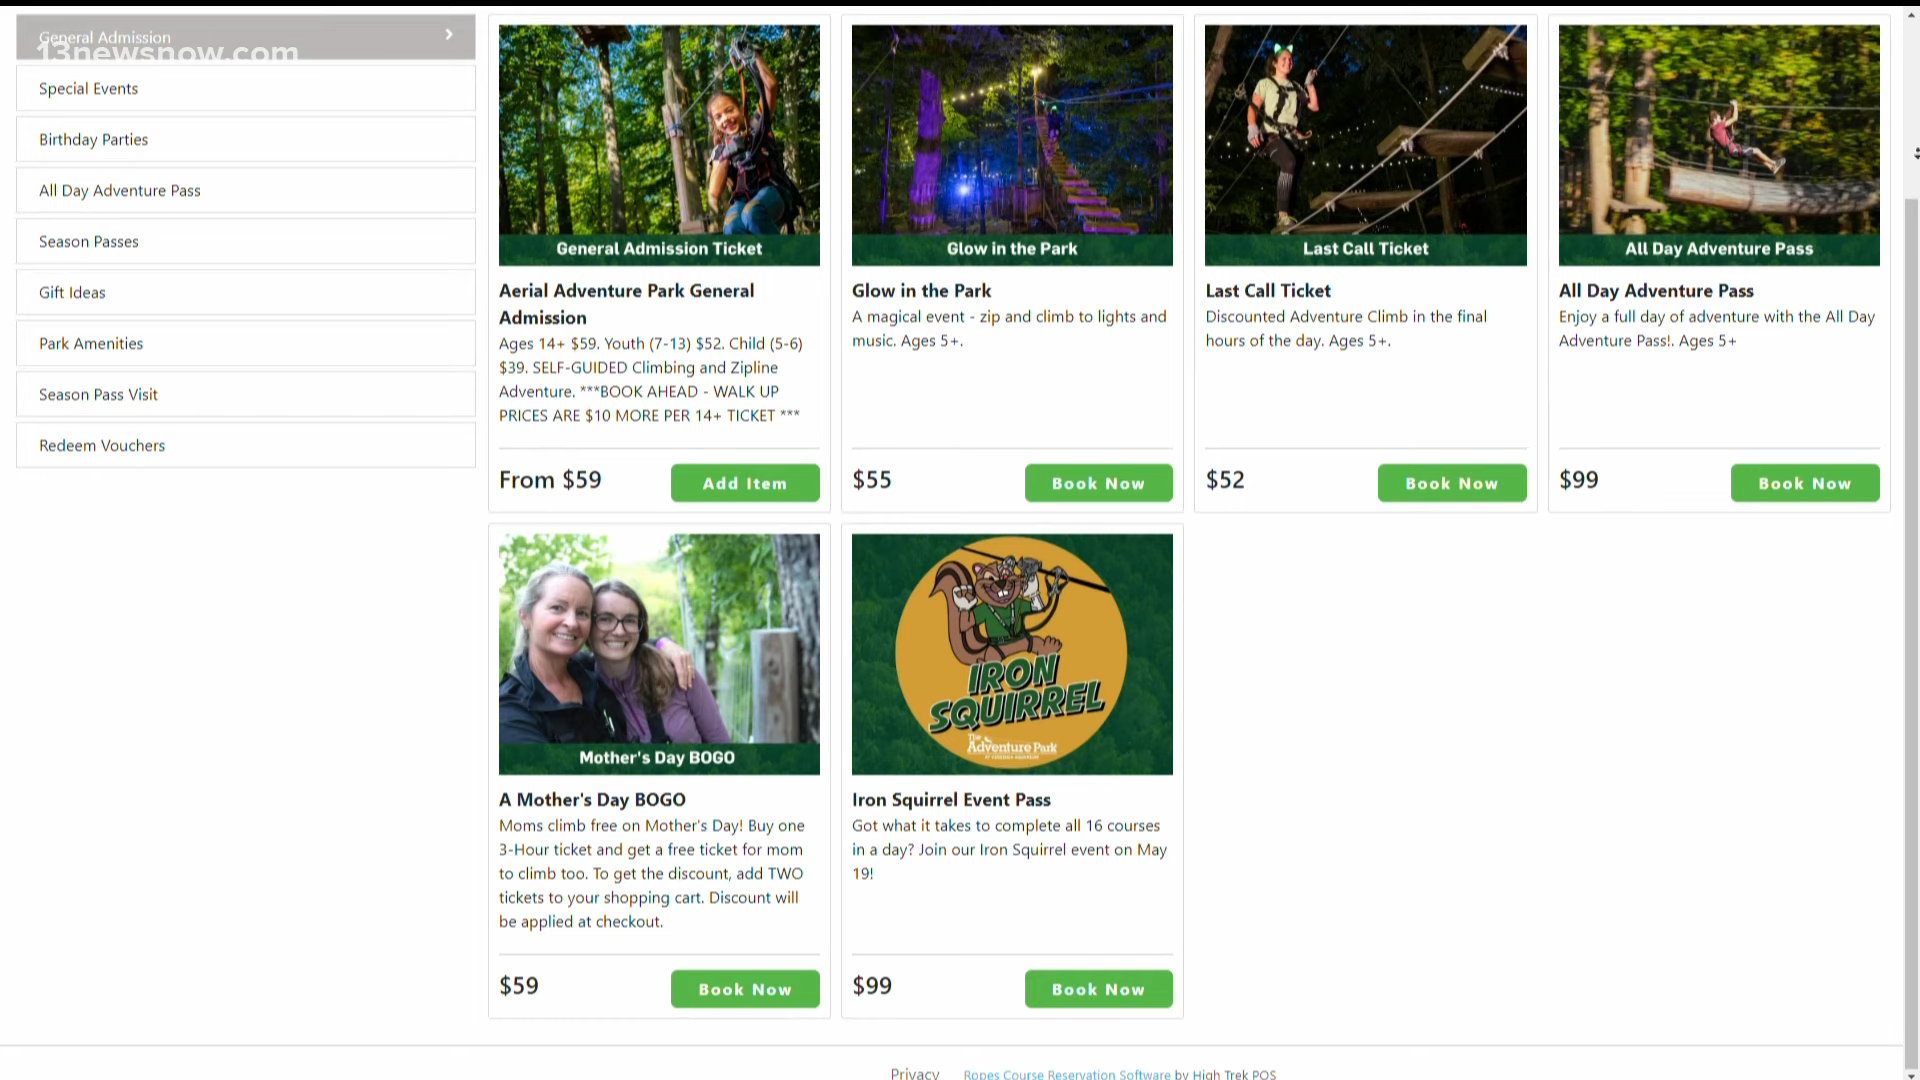 General Admission
13newsnow.com
Special Events
Birthday Parties
All Day Adventure Pass
Season Passes
Gift Ideas
Park Amenities
Season Pass Visit
Redeem Vouchers
General Admission Ticket
Aerial Adventure Park General
Admission
Ages 14+ $59. Youth (7-13) $52. Child (5-6)
$39. SELF-GUIDED Climbing and Zipline
Adventure. ***BOOK AHEAD - WALK UP
PRICES ARE $10 MORE PER 14+ TICKET ***
From $59
Add Item
Glow in the Park
Glow in the Park
A magical event - zip and climb to lights and
music. Ages 5+.
$55
Book Now
Last Call Ticket
Last Call Ticket
Discounted Adventure Climb in the final
hours of the day. Ages 5+.
$52
Book Now
All Day Adventure Pass
All Day Adventure Pass
Enjoy a full day of adventure with the All Day
Adventure Pass!. Ages 5+
$99
Book Now
Mother's Day BOGO
A Mother's Day BOGO
Moms climb free on Mother's Day! Buy one
3-Hour ticket and get a free ticket for mom
to climb too. To get the discount, add TWO
tickets to your shopping cart. Discount will
be applied at checkout.
$59
Book Now
IRON
SQUIRREL
The
Adventure Park
Iron Squirrel Event Pass
Got what it takes to complete all 16 courses
in a day? Join our Iron Squirrel event on May
19!
$99
Book Now
Privacy
Ropes Course Reservation Software by High Trek POS